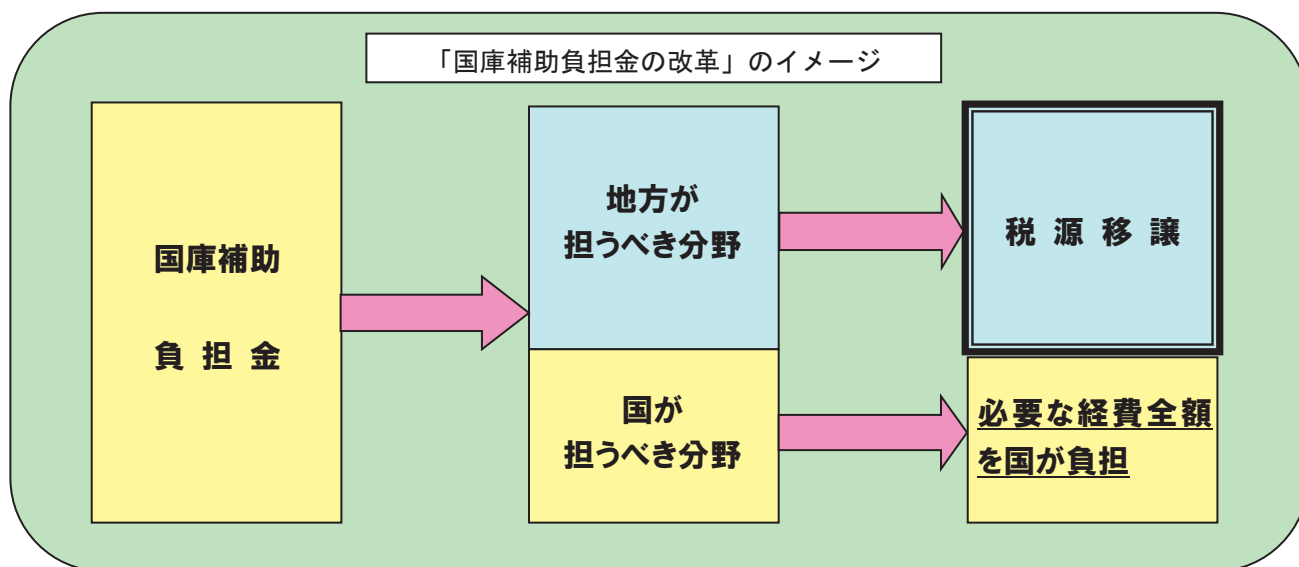 「国庫補助負担金の改革」のイメージ
国庫補助
負担金
地方が
担うべき分野
税源移譲
国が
担うべき分野
必要な経費全額
を国が負担